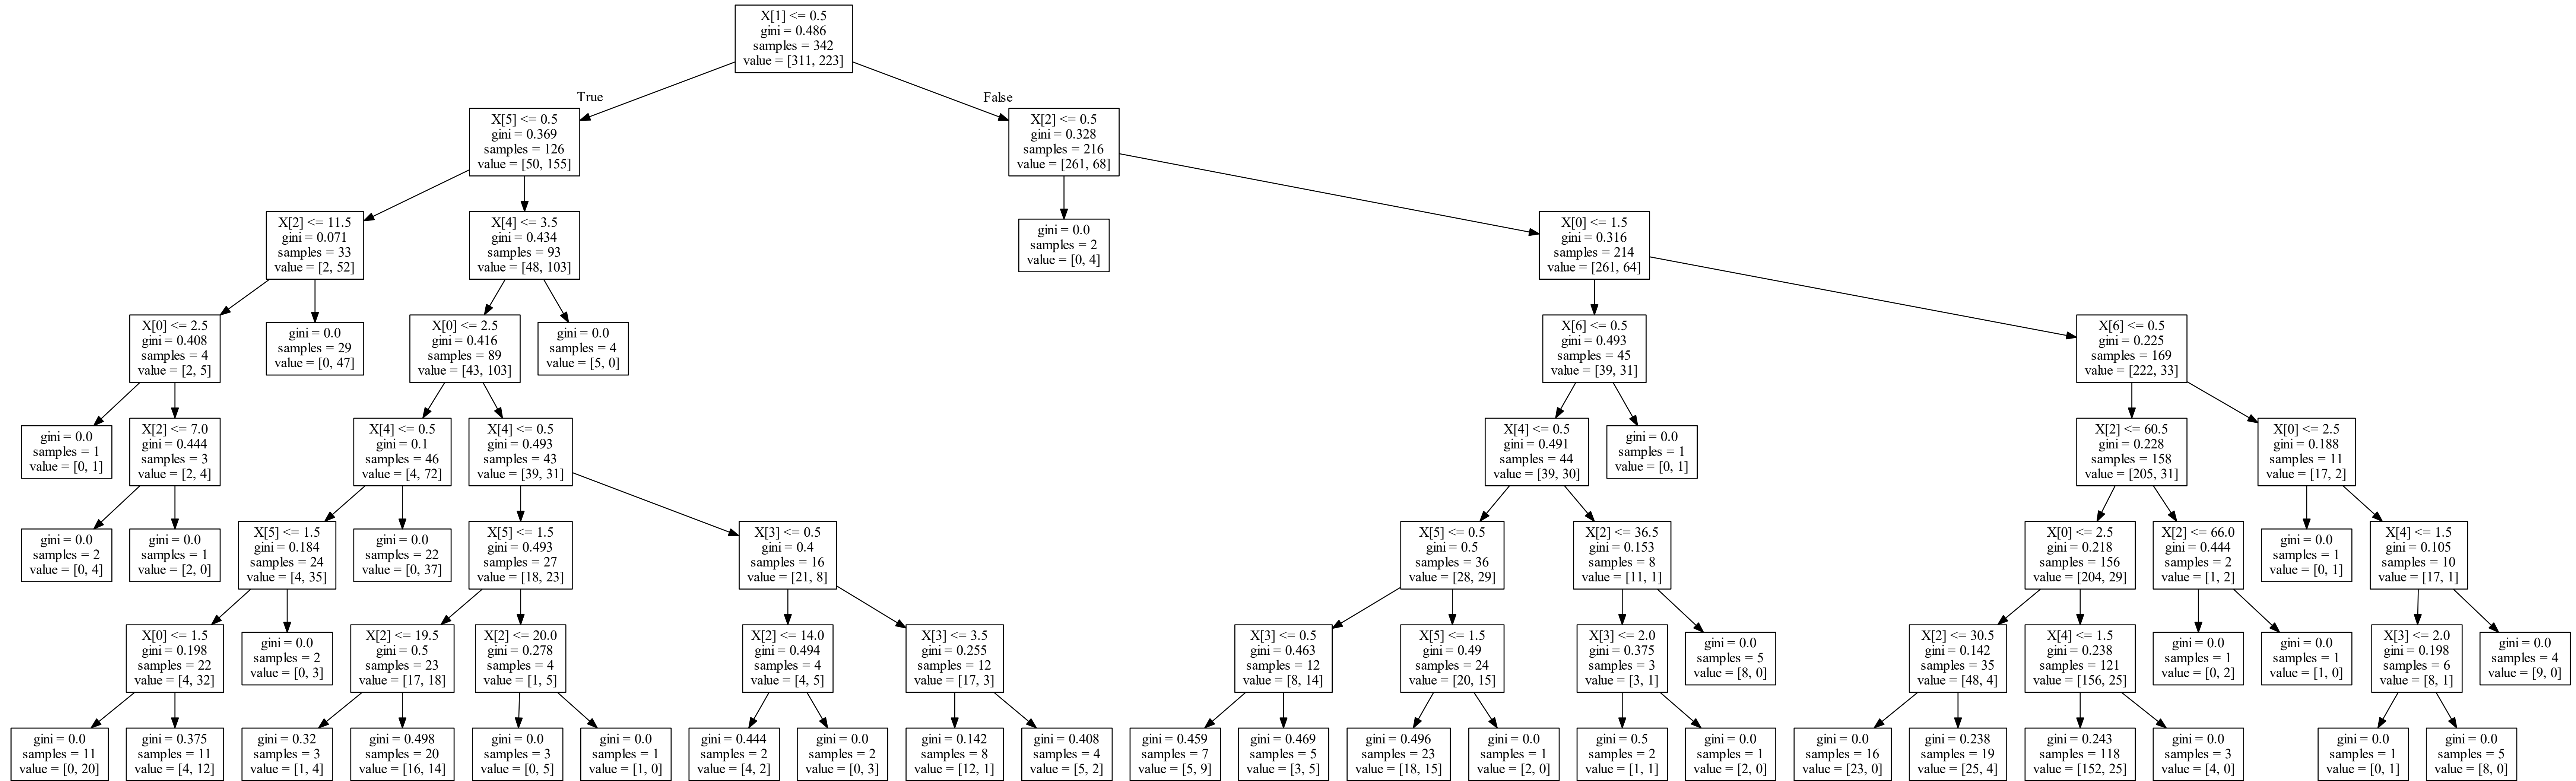 X[1] <= 0.5
gini = 0.486
samples = 342
value = [311, 223]
True
False
X[5] <= 0.5
gini = 0.369
samples = 126
value = [50, 155]
X[2] <= 0.5
gini = 0.328
samples = 216
value = [261, 68]
X[2] <= 11.5
gini = 0.071
samples = 33
value = [2, 52]
X[4] <= 3.5
gini = 0.434
samples = 93
value = [48, 103]
gini = 0.0
samples = 2
value = [0, 4]
X[0] <= 1.5
gini = 0.316
samples = 214
value = [261, 64]
X[0] <= 2.5
gini = 0.408
samples = 4
value = [2, 5]
gini = 0.0
samples = 29
value = [0, 47]
X[0] <= 2.5
gini = 0.416
samples = 89
value = [43, 103]
gini = 0.0
samples = 4
value = [5, 0]
X[6] <= 0.5
gini = 0.493
samples = 45
value = [39, 31]
X[6] <= 0.5
gini = 0.225
samples = 169
value = [222, 33]
gini = 0.0
samples = 1
value = [0, 1]
X[2] <= 7.0
gini = 0.444
samples = 3
value = [2, 4]
X[4] <= 0.5
gini = 0.1
samples = 46
value = [4, 72]
X[4] <= 0.5
gini = 0.493
samples = 43
value = [39, 31]
X[4] <= 0.5
gini = 0.491
samples = 44
value = [39, 30]
gini = 0.0
samples = 1
value = [0, 1]
X[2] <= 60.5
gini = 0.228
samples = 158
value = [205, 31]
X[0] <= 2.5
gini = 0.188
samples = 11
value = [17, 2]
gini = 0.0
samples = 2
value = [0, 4]
gini = 0.0
samples = 1
value = [2, 0]
X[5] <= 1.5
gini = 0.184
samples = 24
value = [4, 35]
gini = 0.0
samples = 22
value = [0, 37]
X[5] <= 1.5
gini = 0.493
samples = 27
value = [18, 23]
X[3] <= 0.5
gini = 0.4
samples = 16
value = [21, 8]
X[5] <= 0.5
gini = 0.5
samples = 36
value = [28, 29]
X[2] <= 36.5
gini = 0.153
samples = 8
value = [11, 1]
X[0] <= 2.5
gini = 0.218
samples = 156
value = [204, 29]
X[2] <= 66.0
gini = 0.444
samples = 2
value = [1, 2]
gini = 0.0
samples = 1
value = [0, 1]
X[4] <= 1.5
gini = 0.105
samples = 10
value = [17, 1]
X[0] <= 1.5
gini = 0.198
samples = 22
value = [4, 32]
gini = 0.0
samples = 2
value = [0, 3]
X[2] <= 19.5
gini = 0.5
samples = 23
value = [17, 18]
X[2] <= 20.0
gini = 0.278
samples = 4
value = [1, 5]
X[2] <= 14.0
gini = 0.494
samples = 4
value = [4, 5]
X[3] <= 3.5
gini = 0.255
samples = 12
value = [17, 3]
X[3] <= 0.5
gini = 0.463
samples = 12
value = [8, 14]
X[5] <= 1.5
gini = 0.49
samples = 24
value = [20, 15]
X[3] <= 2.0
gini = 0.375
samples = 3
value = [3, 1]
gini = 0.0
samples = 5
value = [8, 0]
X[2] <= 30.5
gini = 0.142
samples = 35
value = [48, 4]
X[4] <= 1.5
gini = 0.238
samples = 121
value = [156, 25]
gini = 0.0
samples = 1
value = [0, 2]
gini = 0.0
samples = 1
value = [1, 0]
X[3] <= 2.0
gini = 0.198
samples = 6
value = [8, 1]
gini = 0.0
samples = 4
value = [9, 0]
gini = 0.0
samples = 11
value = [0, 20]
gini = 0.375
samples = 11
value = [4, 12]
gini = 0.32
samples = 3
value = [1, 4]
gini = 0.498
samples = 20
value = [16, 14]
gini = 0.0
samples = 3
value = [0, 5]
gini = 0.0
samples = 1
value = [1, 0]
gini = 0.444
samples = 2
value = [4, 2]
gini = 0.0
samples = 2
value = [0, 3]
gini = 0.142
samples = 8
value = [12, 1]
gini = 0.408
samples = 4
value = [5, 2]
gini = 0.459
samples = 7
value = [5, 9]
gini = 0.469
samples = 5
value = [3, 5]
gini = 0.496
samples = 23
value = [18, 15]
gini = 0.0
samples = 1
value = [2, 0]
gini = 0.5
samples = 2
value = [1, 1]
gini = 0.0
samples = 1
value = [2, 0]
gini = 0.0
samples = 16
value = [23, 0]
gini = 0.238
samples = 19
value = [25, 4]
gini = 0.243
samples = 118
value = [152, 25]
gini = 0.0
samples = 3
value = [4, 0]
gini = 0.0
samples = 1
value = [0, 1]
gini = 0.0
samples = 5
value = [8, 0]